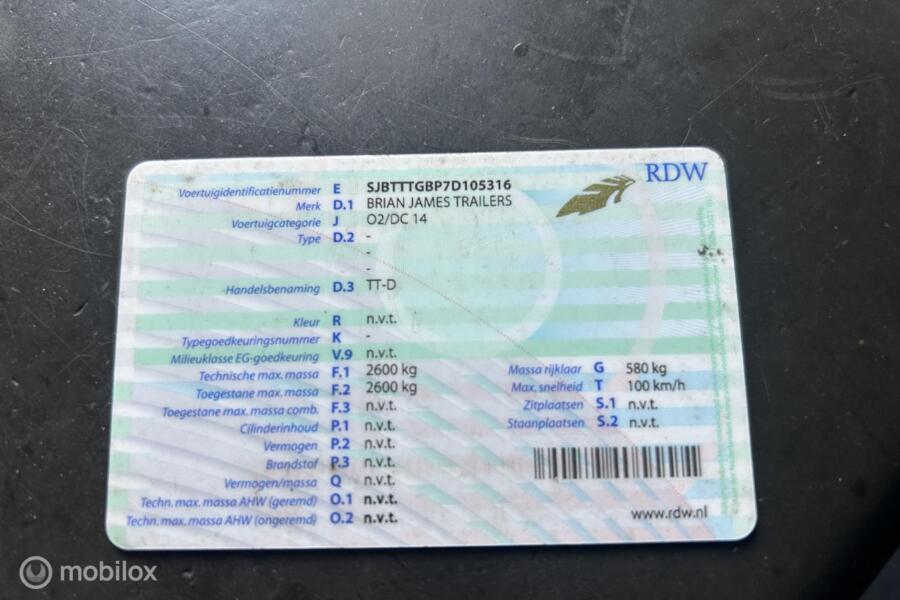 RDW
Voertuigidentificatienummer E SJBTTTGBP7D105316
Merk D.1 BRIAN JAMES TRAILERS
Voertuigcategorie J O2/DC 14
Type D.2 -
-
-
Handelsbenaming D.3 TT-D
Kleur R n.v.t.
Typegoedkeuringsnummer K -
Milieuklasse EG-goedkeuring V.9 n.v.t.
Technische max. massa F.1 2600 kg
Massa rijklaar G 580 kg
Toegestane max. massa F.2 2600 kg
Max. snelheid T 100 km/h
Toegestane max. massa comb. F.3 n.v.t.
Zitplaatsen S.1 n.v.t.
Cilinderinhoud P.1 n.v.t.
Staanplaatsen S.2 n.v.t.
Vermogen P.2 n.v.t.
Brandstof P.3 n.v.t.
Vermogen/massa Q n.v.t.
Techn. max. massa AHW (geremd) O.1 n.v.t.
Techn. max. massa AHW (ongeremd) O.2 n.v.t.
www.rdw.nl
mobilox